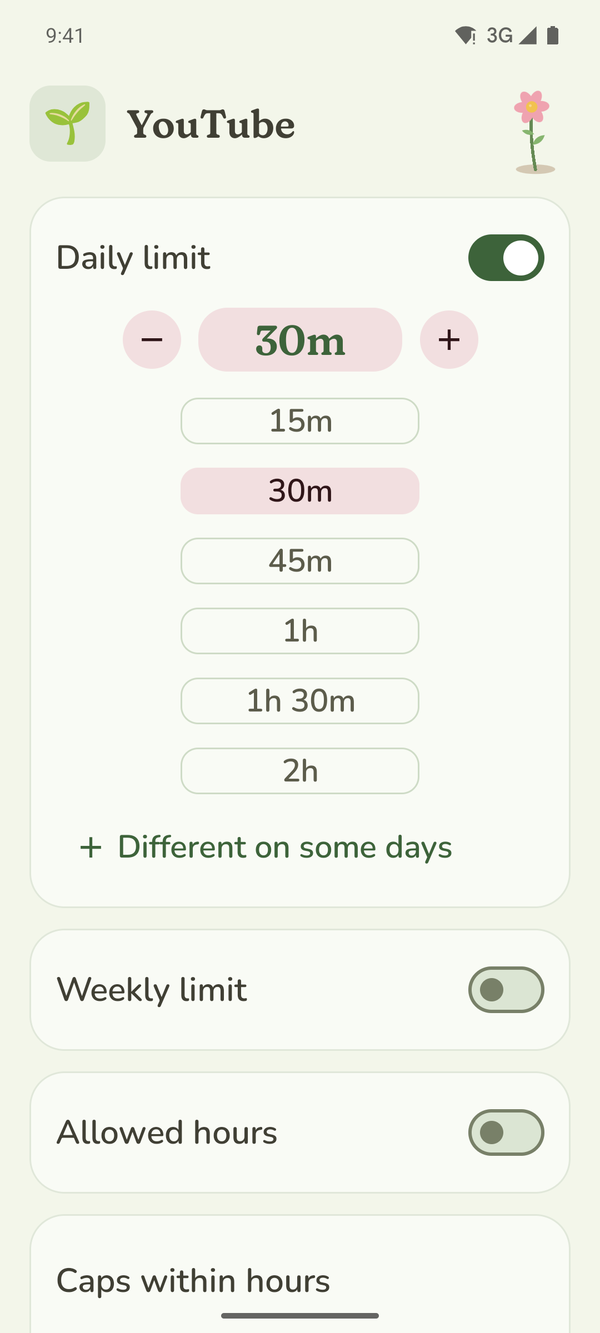 9:41
3G
YouTube
Daily limit
−
30m
+
15m
30m
45m
1h
1h 30m
2h
+ Different on some days
Weekly limit
Allowed hours
Caps within hours